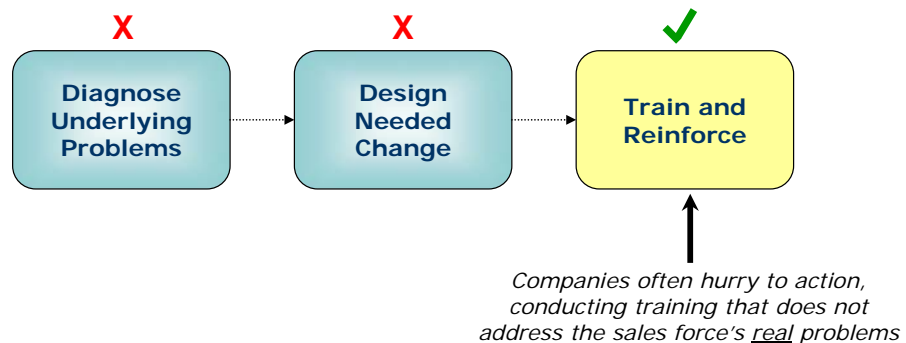 X
X
✓
Diagnose
Underlying
Problems
Design
Needed
Change
Train and
Reinforce
Companies often hurry to action,
conducting training that does not
address the sales force's real problems